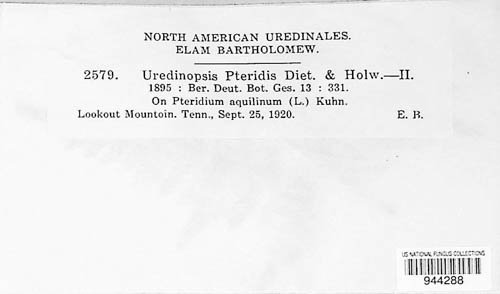 NORTH AMERICAN UREDINALES.
ELAM BARTHOLOMEW.
2579. Uredinopsis Pteridis Diet. & Holw.—II.
1895 : Ber. Deut. Bot. Ges. 13 : 331.
On Pteridium aquilinum (L.) Kuhn.
Lookout Mountain. Tenn., Sept. 25, 1920. E. B.
US NATIONAL FUNGUS COLLECTIONS
944288